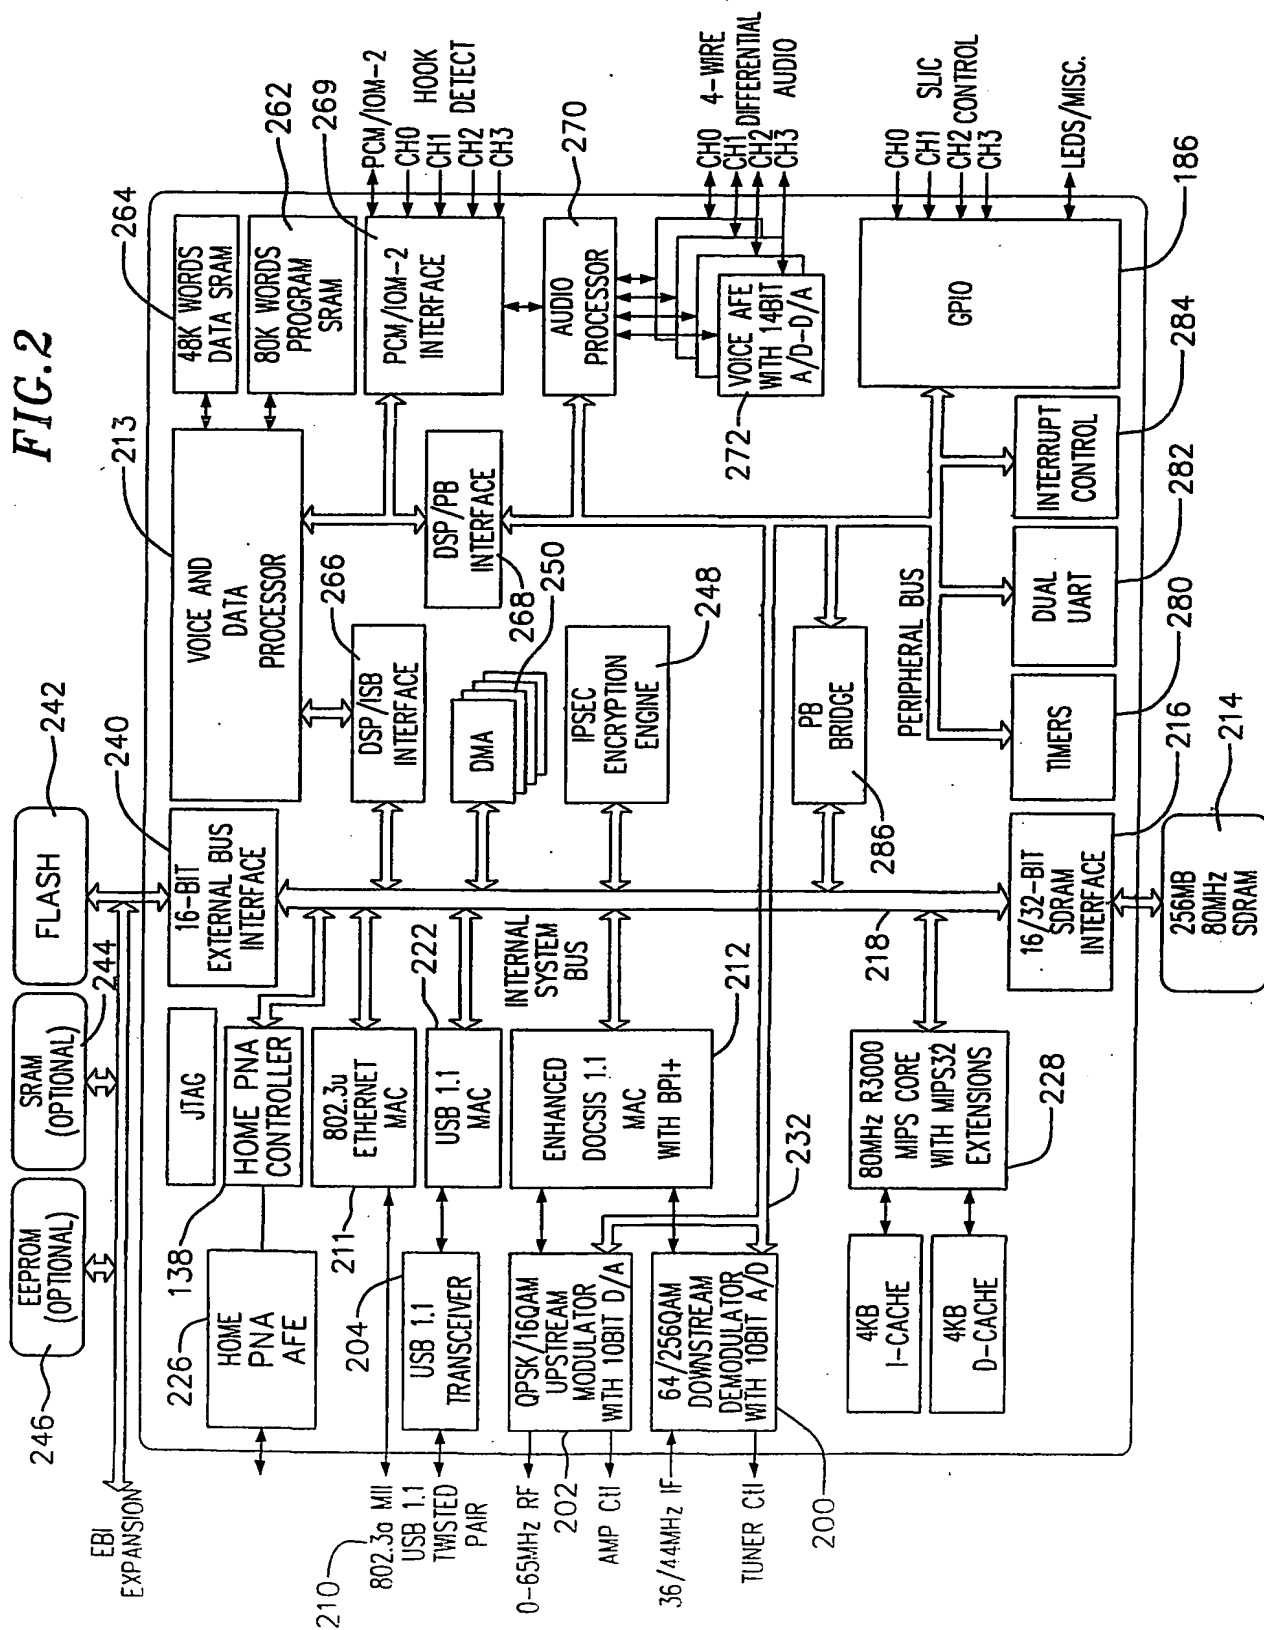 FIG.2
246
EEPROM
(OPTIONAL)
SRAM
(OPTIONAL)
244
FLASH
242
240
213
264
262
269
EBI
EXPANSION
226
138
JTAG
16-BIT
EXTERNAL BUS
INTERFACE
VOICE AND
DATA
PROCESSOR
48K WORDS
DATA SRAM
80K WORDS
PROGRAM
SRAM
PCM/IOM-2
INTERFACE
PCM/IOM-2
CH0
CH1
CH2
CH3
HOOK
DETECT
HOME
PNA
AFE
HOME PNA
CONTROLLER
802.3u
ETHERNET
MAC
211
210
802.3a MII
USB 1.1
TWISTED
PAIR
204
USB 1.1
TRANSCEIVER
USB 1.1
MAC
222
INTERNAL
SYSTEM
BUS
266
DSP/ISB
INTERFACE
DSP/PB
INTERFACE
268
DMA
250
270
AUDIO
PROCESSOR
0-65MHz RF
202
AMP Ctl
QPSK/16QAM
UPSTREAM
MODULATOR
WITH 10BIT D/A
ENHANCED
DOCSIS 1.1
MAC
WITH BPI+
212
IPSEC
ENCRYPTION
ENGINE
248
VOICE AFE
WITH 14BIT
A/D-D/A
272
CH0
CH1
CH2
CH3
4-WIRE
DIFFERENTIAL
AUDIO
36/44MHz IF
TUNER Ctl
200
64/256QAM
DOWNSTREAM
DEMODULATOR
WITH 10BIT A/D
232
PB
BRIDGE
286
218
PERIPHERAL BUS
GPIO
CH0
CH1
CH2
CH3
SLIC
CONTROL
LEDS/MISC.
4KB
I-CACHE
4KB
D-CACHE
80MHz R3000
MIPS CORE
WITH MIPS32
EXTENSIONS
228
16/32-BIT
SDRAM
INTERFACE
TIMERS
DUAL
UART
INTERRUPT
CONTROL
256MB
80MHz
SDRAM
214
216
280
282
284
186